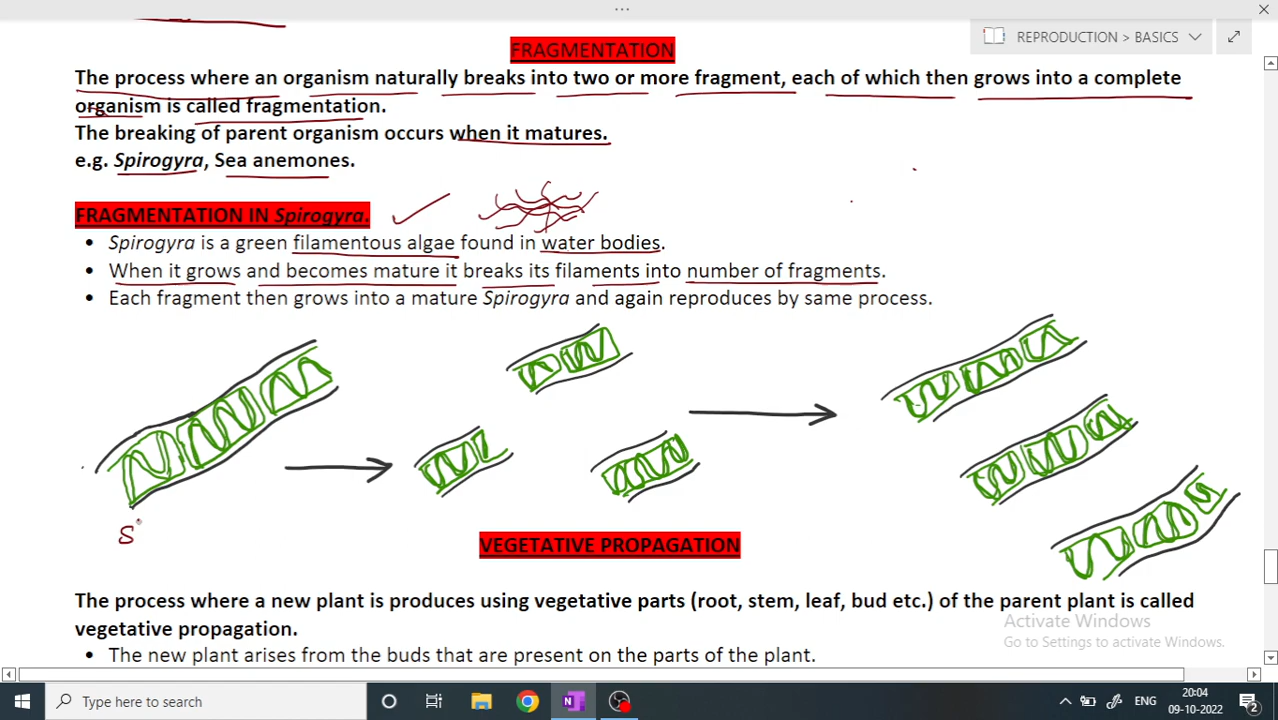 ...
REPRODUCTION > BASICS
FRAGMENTATION
The process where an organism naturally breaks into two or more fragment, each of which then grows into a complete
organism is called fragmentation.
The breaking of parent organism occurs when it matures.
e.g. Spirogyra, Sea anemones.
FRAGMENTATION IN Spirogyra.
• Spirogyra is a green filamentous algae found in water bodies.
• When it grows and becomes mature it breaks its filaments into number of fragments.
• Each fragment then grows into a mature Spirogyra and again reproduces by same process.
S
VEGETATIVE PROPAGATION
The process where a new plant is produces using vegetative parts (root, stem, leaf, bud etc.) of the parent plant is called
vegetative propagation.
• The new plant arises from the buds that are present on the parts of the plant.
Activate Windows
Go to Settings to activate Windows.
Type here to search
ENG
20:04
09-10-2022
2